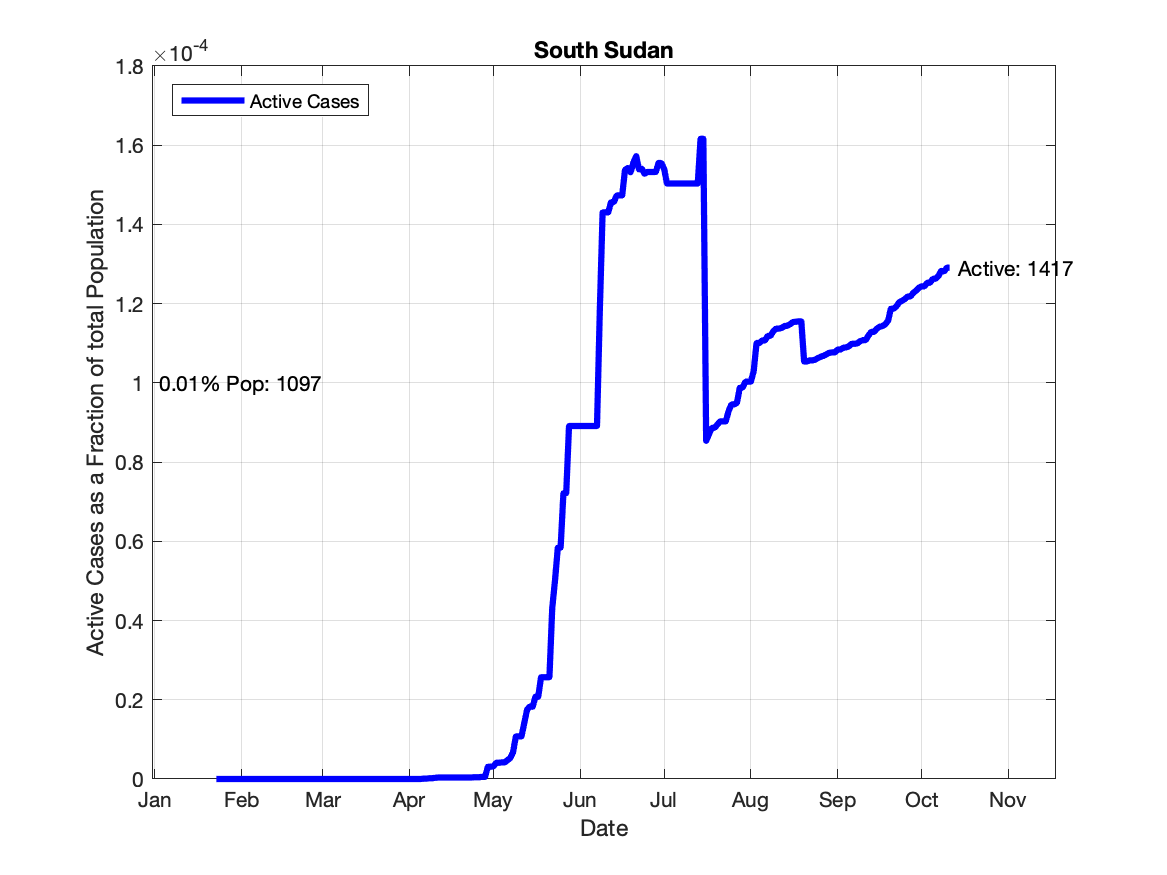 South Sudan
×10⁻⁴
1.8
1.6
1.4
1.2
1
0.8
0.6
0.4
0.2
0
Active Cases as a Fraction of total Population
Active Cases
0.01% Pop: 1097
Active: 1417
Jan Feb Mar Apr May Jun Jul Aug Sep Oct Nov
Date